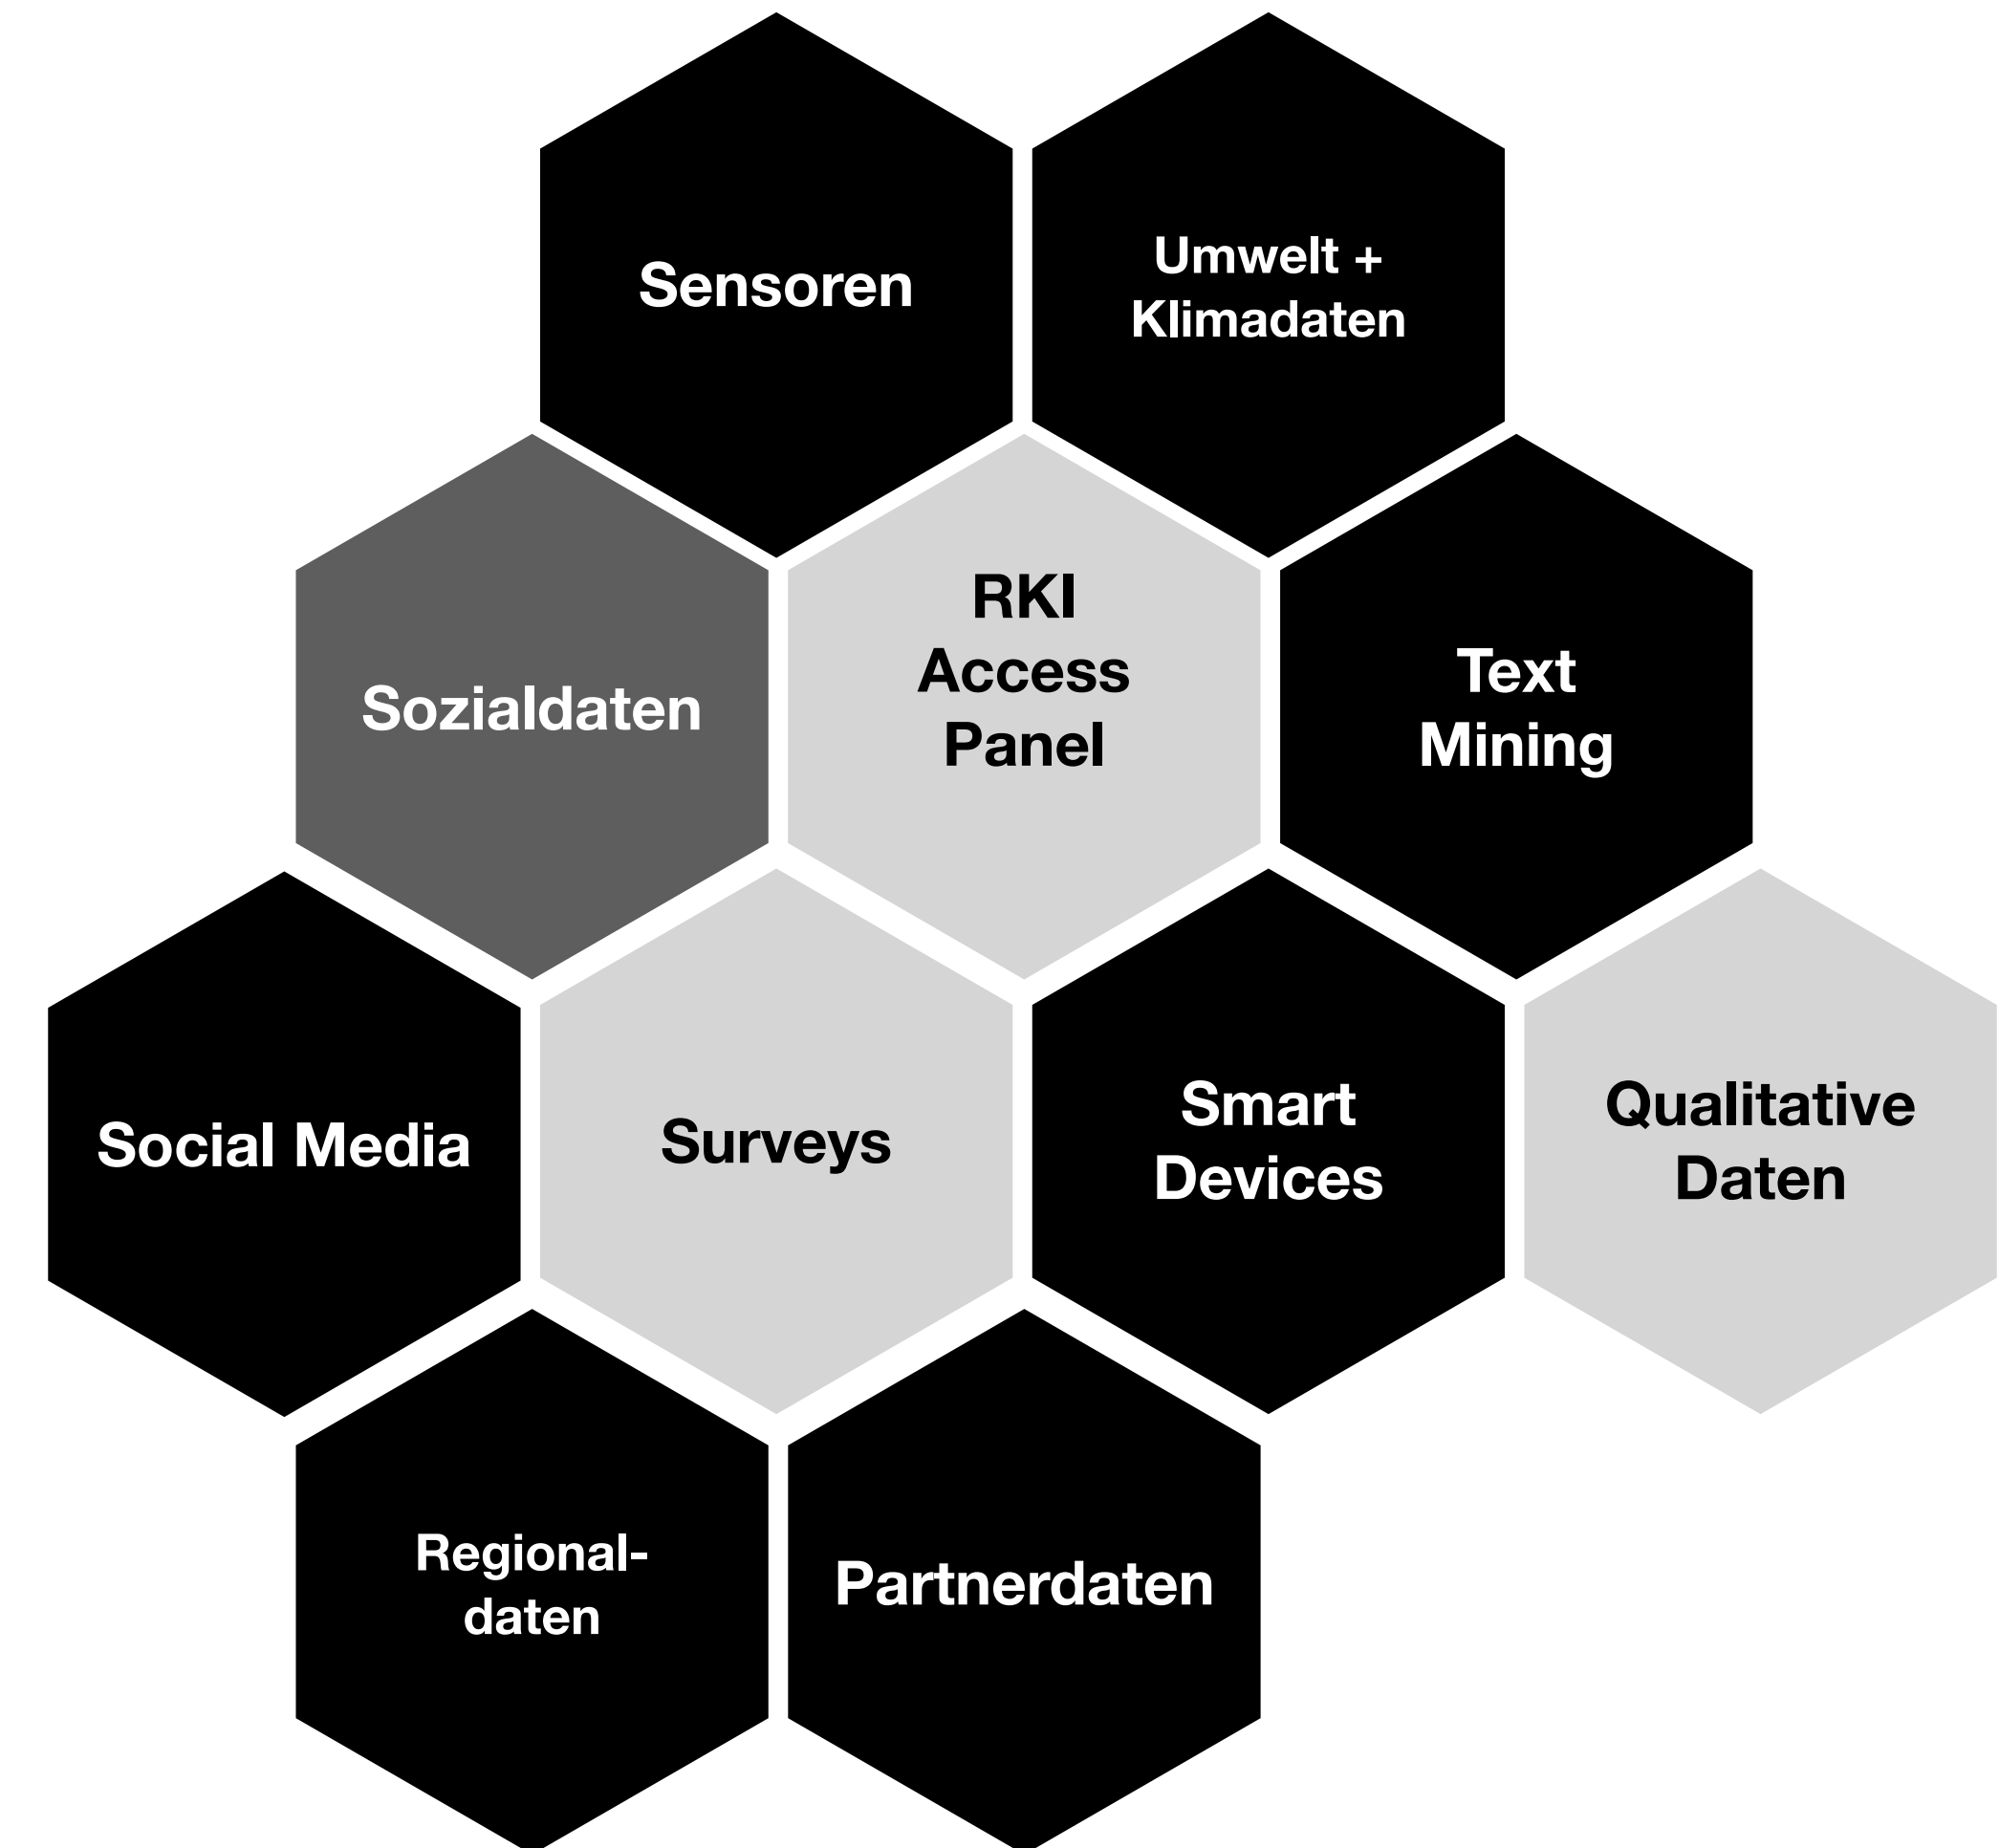 Sensoren
Umwelt +
Klimadaten
Sozialdaten
RKI
Access
Panel
Text
Mining
Social Media
Surveys
Smart
Devices
Qualitative
Daten
Regional-
daten
Partnerdaten